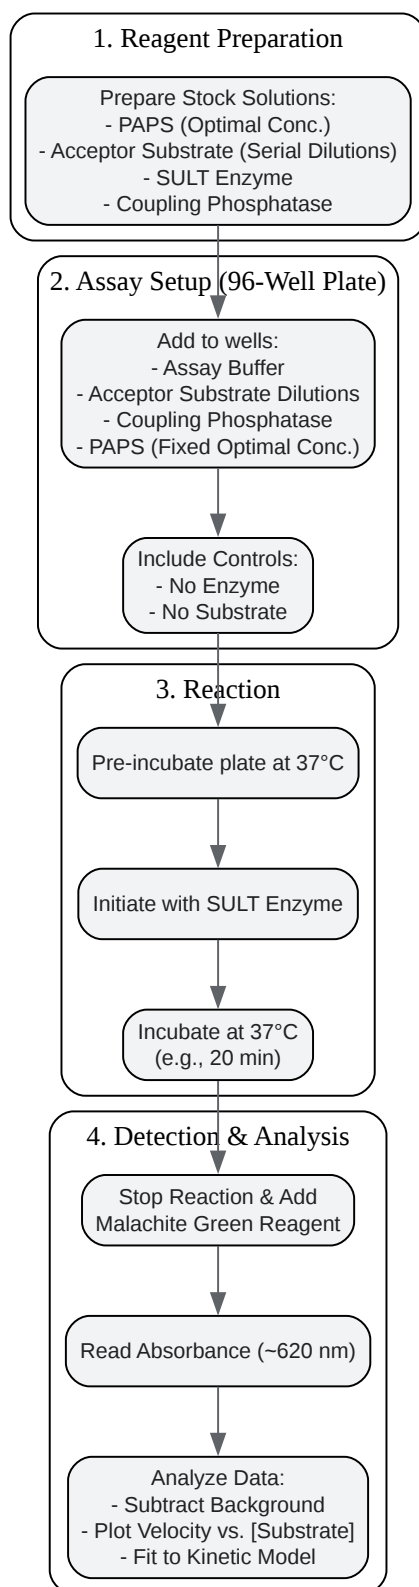 1. Reagent Preparation
Prepare Stock Solutions:
- PAPS (Optimal Conc.)
- Acceptor Substrate (Serial Dilutions)
- SULT Enzyme
- Coupling Phosphatase
2. Assay Setup (96-Well Plate)
Add to wells:
- Assay Buffer
- Acceptor Substrate Dilutions
- Coupling Phosphatase
- PAPS (Fixed Optimal Conc.)
Include Controls:
- No Enzyme
- No Substrate
3. Reaction
Pre-incubate plate at 37°C
Initiate with SULT Enzyme
Incubate at 37°C
(e.g., 20 min)
4. Detection & Analysis
Stop Reaction & Add
Malachite Green Reagent
Read Absorbance (~620 nm)
Analyze Data:
- Subtract Background
- Plot Velocity vs. [Substrate]
- Fit to Kinetic Model